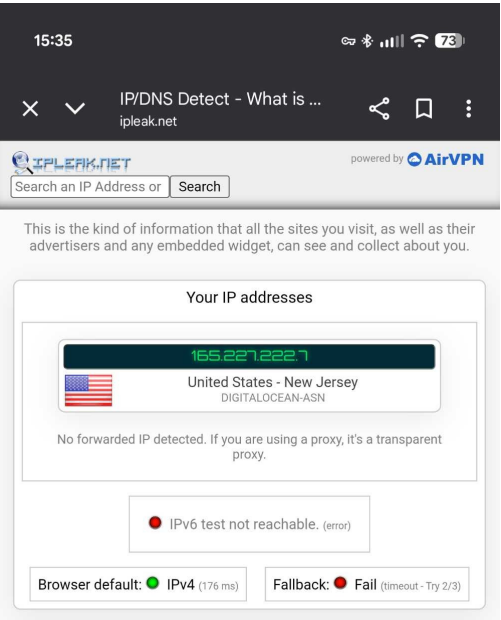 15:35
73
IP/DNS Detect - What is ...
ipleak.net
IPLEAK.NET
powered by AirVPN
Search an IP Address or Search
This is the kind of information that all the sites you visit, as well as their
advertisers and any embedded widget, can see and collect about you.
Your IP addresses
165.227.222.7
United States - New Jersey
DIGITALOCEAN-ASN
No forwarded IP detected. If you are using a proxy, it's a transparent
proxy.
IPv6 test not reachable. (error)
Browser default: IPv4 (176 ms) Fallback: Fail (timeout - Try 2/3)